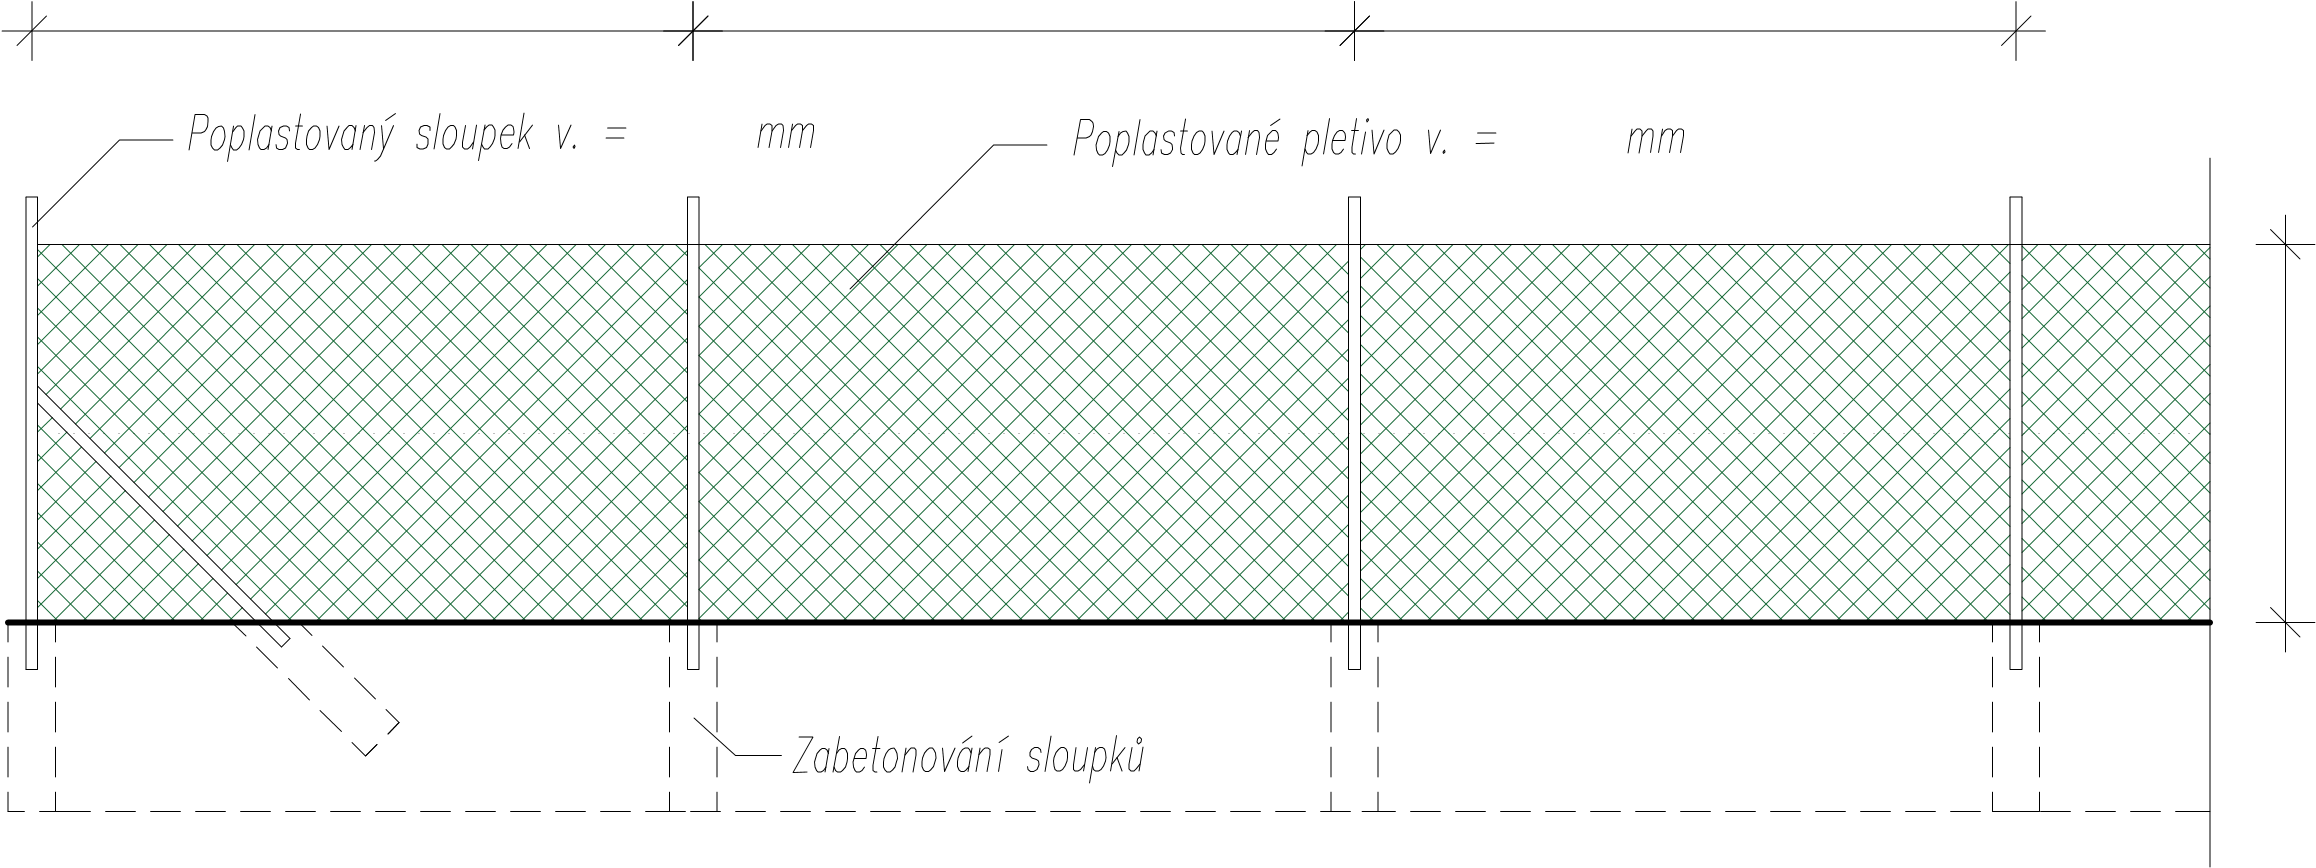 Poplastovaný sloupek v. = mm
Poplastované pletivo v. = mm
Zabetonování sloupků